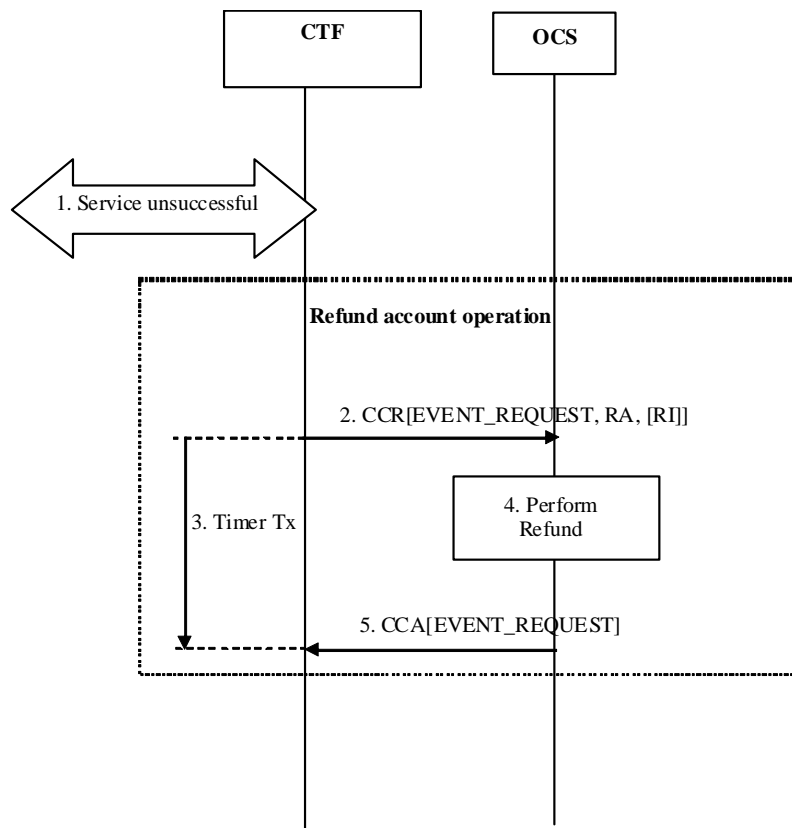 CTF
OCS
1. Service unsuccessful
Refund account operation
2. CCR[EVENT_REQUEST, RA, [RI]]
3. Timer Tx
4. Perform
Refund
5. CCA[EVENT_REQUEST]